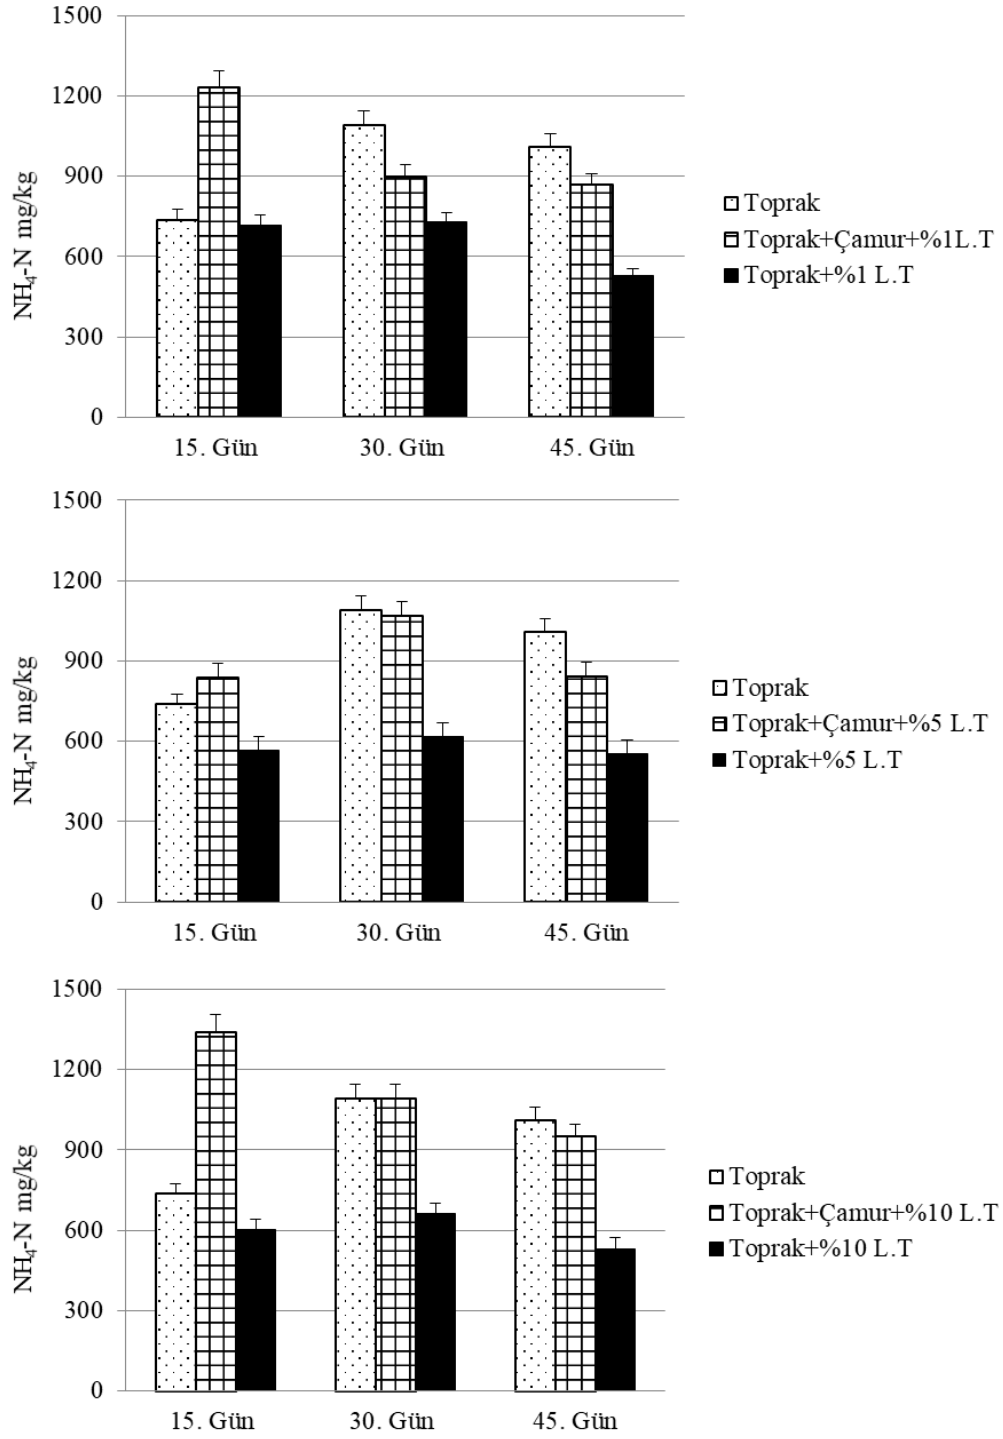 1500
1200
900
600
300
0
NH₄-N mg/kg
15. Gün
30. Gün
45. Gün
Toprak
Toprak+Çamur+%1L.T
Toprak+%1 L.T
1500
1200
900
600
300
0
NH₄-N mg/kg
15. Gün
30. Gün
45. Gün
Toprak
Toprak+Çamur+%5 L.T
Toprak+%5 L.T
1500
1200
900
600
300
0
NH₄-N mg/kg
15. Gün
30. Gün
45. Gün
Toprak
Toprak+Çamur+%10 L.T
Toprak+%10 L.T